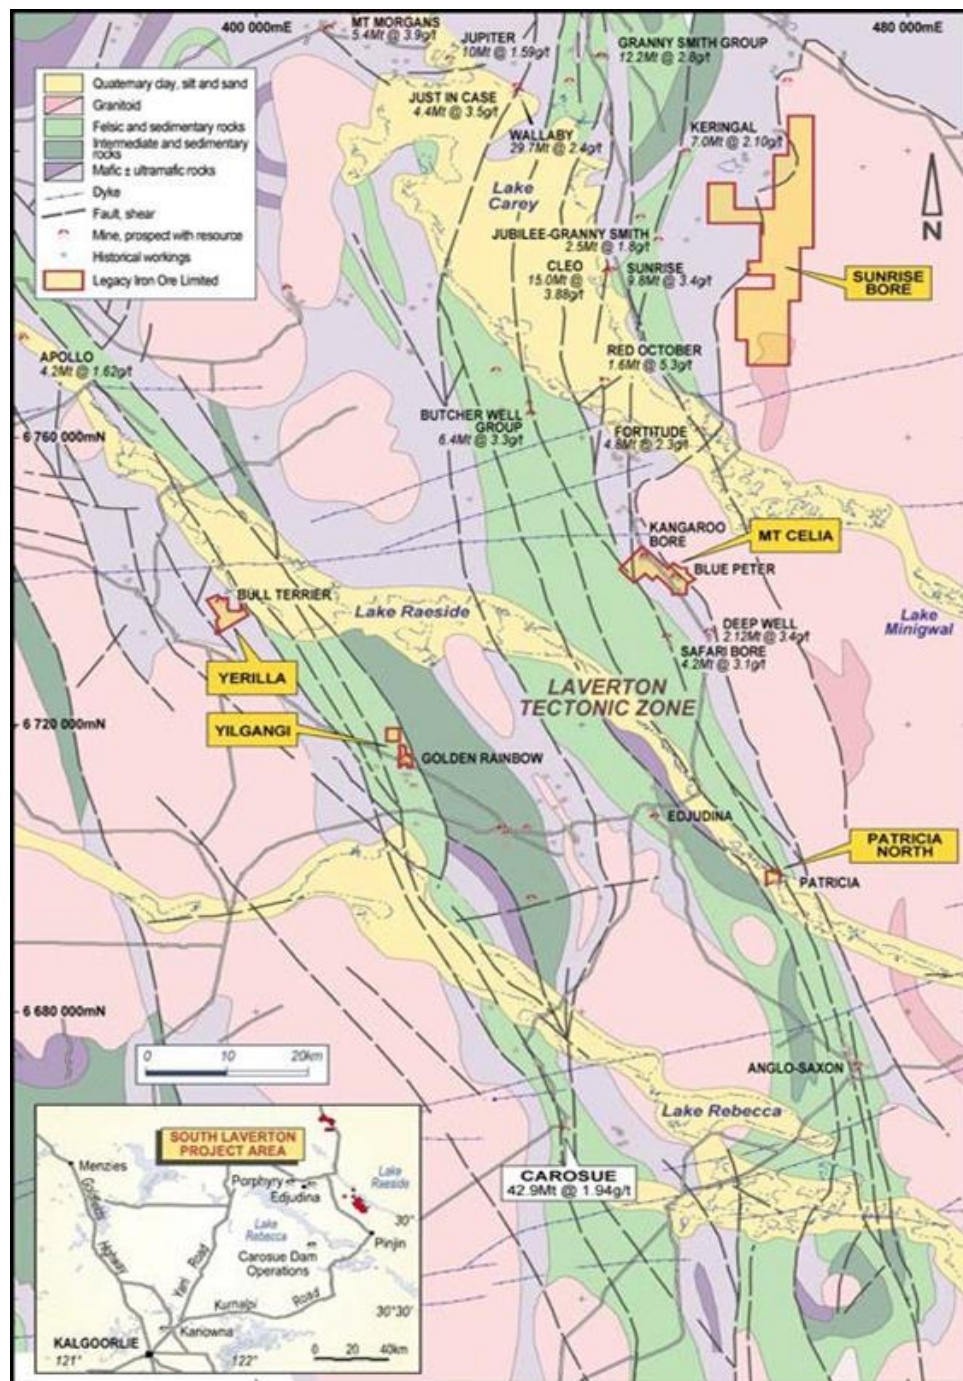 400 000mE
480 000mE
MT MORGANS
5.4Mt @ 3.9g/t
JUPITER
10Mt @ 1.59g/t
GRANNY SMITH GROUP
12.2Mt @ 2.8g/t
Quaternary clay, silt and sand
Granitoid
Felsic and sedimentary rocks
Intermediate and sedimentary
rocks
Mafic ± ultramafic rocks
Dyke
Fault, shear
Mine, prospect with resource
Historical workings
Legacy Iron Ore Limited
JUST IN CASE
4.4Mt @ 3.5g/t
WALLABY
29.7Mt @ 2.4g/t
KERINGAL
7.0Mt @ 2.10g/t
Lake
Carey
N
JUBILEE-GRANNY SMITH
2.5Mt @ 1.8g/t
CLEO
15.0Mt @
3.88g/t
SUNRISE
9.8Mt @ 3.4g/t
SUNRISE
BORE
APOLLO
4.2Mt @ 1.62g/t
RED OCTOBER
1.6Mt @ 5.3g/t
BUTCHER WELL
GROUP
6.4Mt @ 3.3g/t
FORTITUDE
4.8Mt @ 2.3g/t
6 760 000mN
KANGAROO
BORE
MT CELIA
BLUE PETER
BULL TERRIER
Lake Raeside
Lake
Minigwal
DEEP WELL
2.12Mt @ 3.4g/t
SAFARI BORE
4.2Mt @ 3.1g/t
YERILLA
LAVERTON
TECTONIC ZONE
6 720 000mN
YILGANGI
GOLDEN RAINBOW
EDJUDINA
PATRICIA
NORTH
PATRICIA
6 680 000mN
0 10 20km
ANGLO-SAXON
Lake Rebecca
CAROSUE
42.9Mt @ 1.94g/t
SOUTH LAVERTON
PROJECT AREA
Menzies
Goldfields
Highway
Porphyry
Edjudina
Lake
Raeside
Lake
Rebecca
30°
Pinjin
Carosue Dam
Operations
Yarri Road
Kurnalpi Road
30°30'
Kanowna
KALGOORLIE
121°
122°
0 20 40km